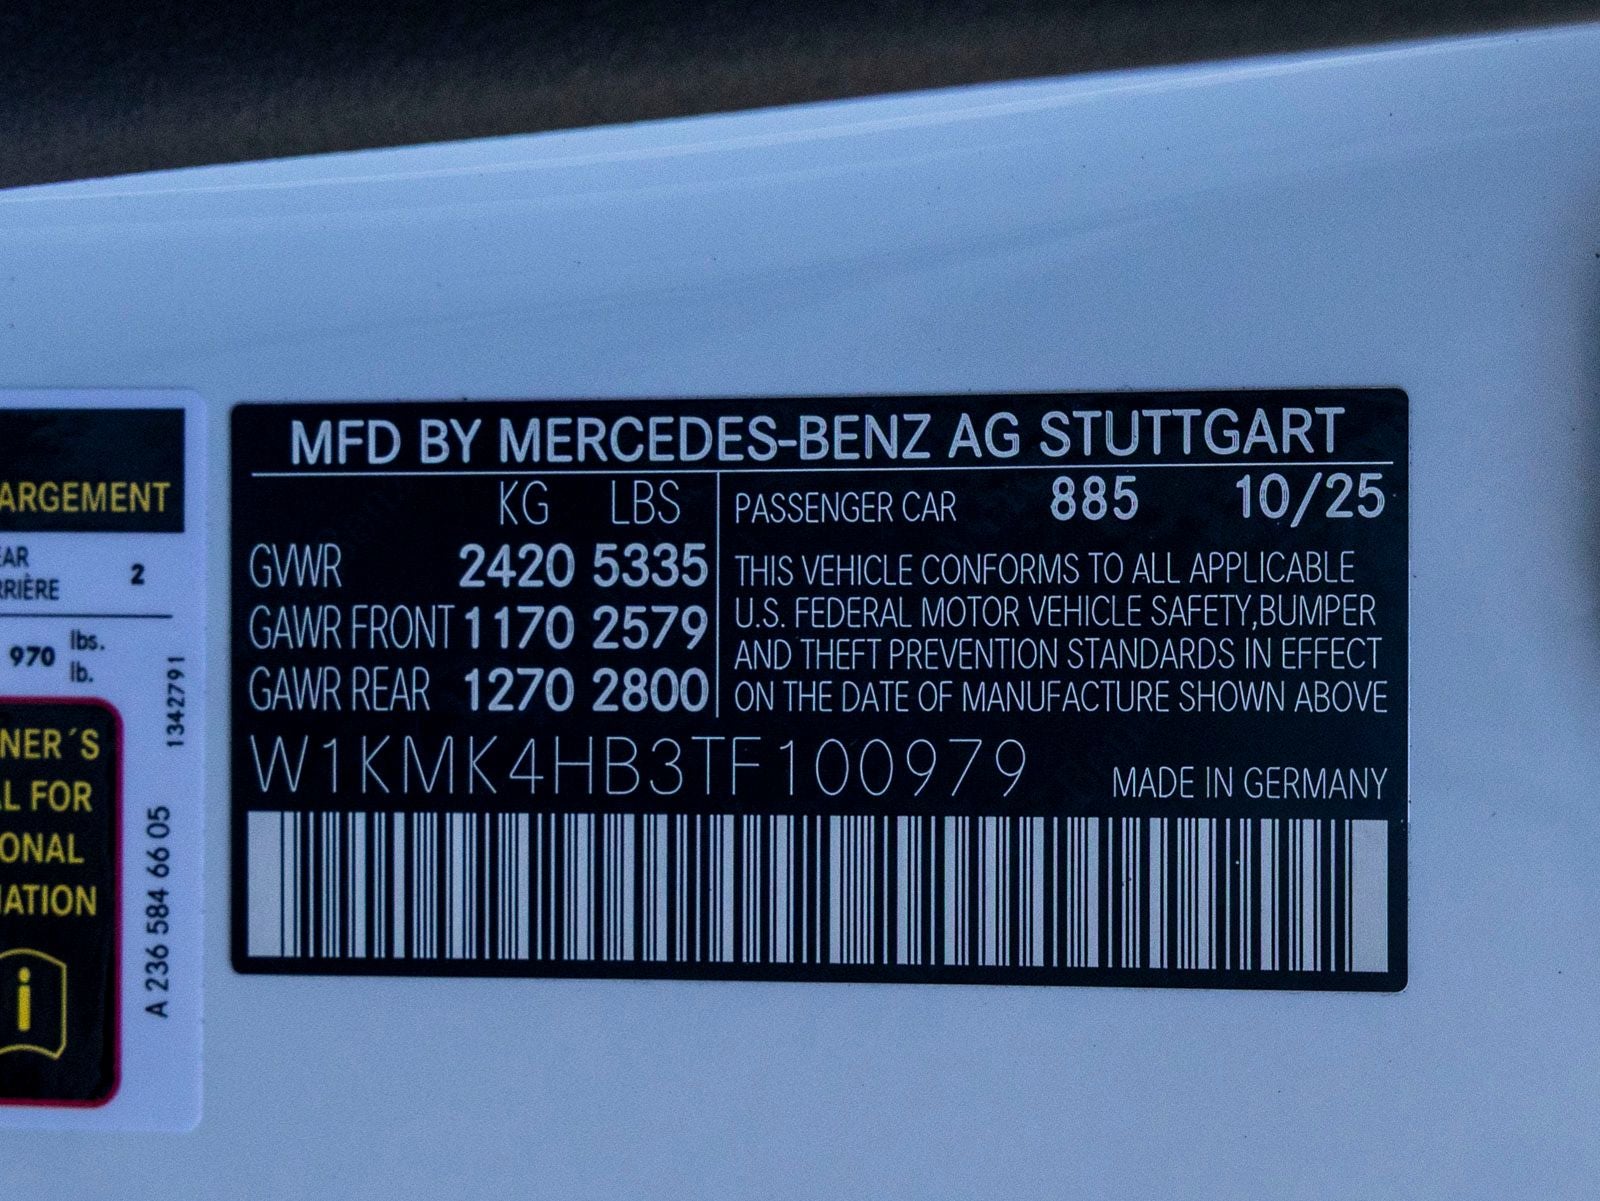 ARGEMENT
EAR
RRIÈRE 2
970 lbs.
lb.
1342791
NER´S
L FOR
ONAL
ATION
A 236 584 66 05
MFD BY MERCEDES-BENZ AG STUTTGART
KG LBS
GVWR 2420 5335
GAWR FRONT 1170 2579
GAWR REAR 1270 2800
PASSENGER CAR 885 10/25
THIS VEHICLE CONFORMS TO ALL APPLICABLE
U.S. FEDERAL MOTOR VEHICLE SAFETY,BUMPER
AND THEFT PREVENTION STANDARDS IN EFFECT
ON THE DATE OF MANUFACTURE SHOWN ABOVE
W1KMK4HB3TF100979
MADE IN GERMANY